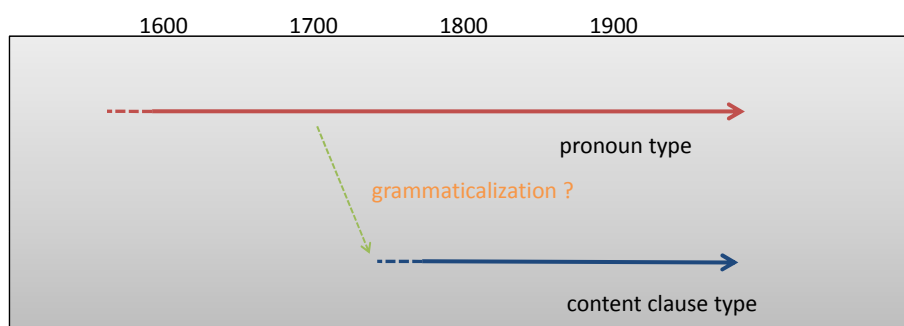 1600 1700 1800 1900
pronoun type
grammaticalization ?
content clause type